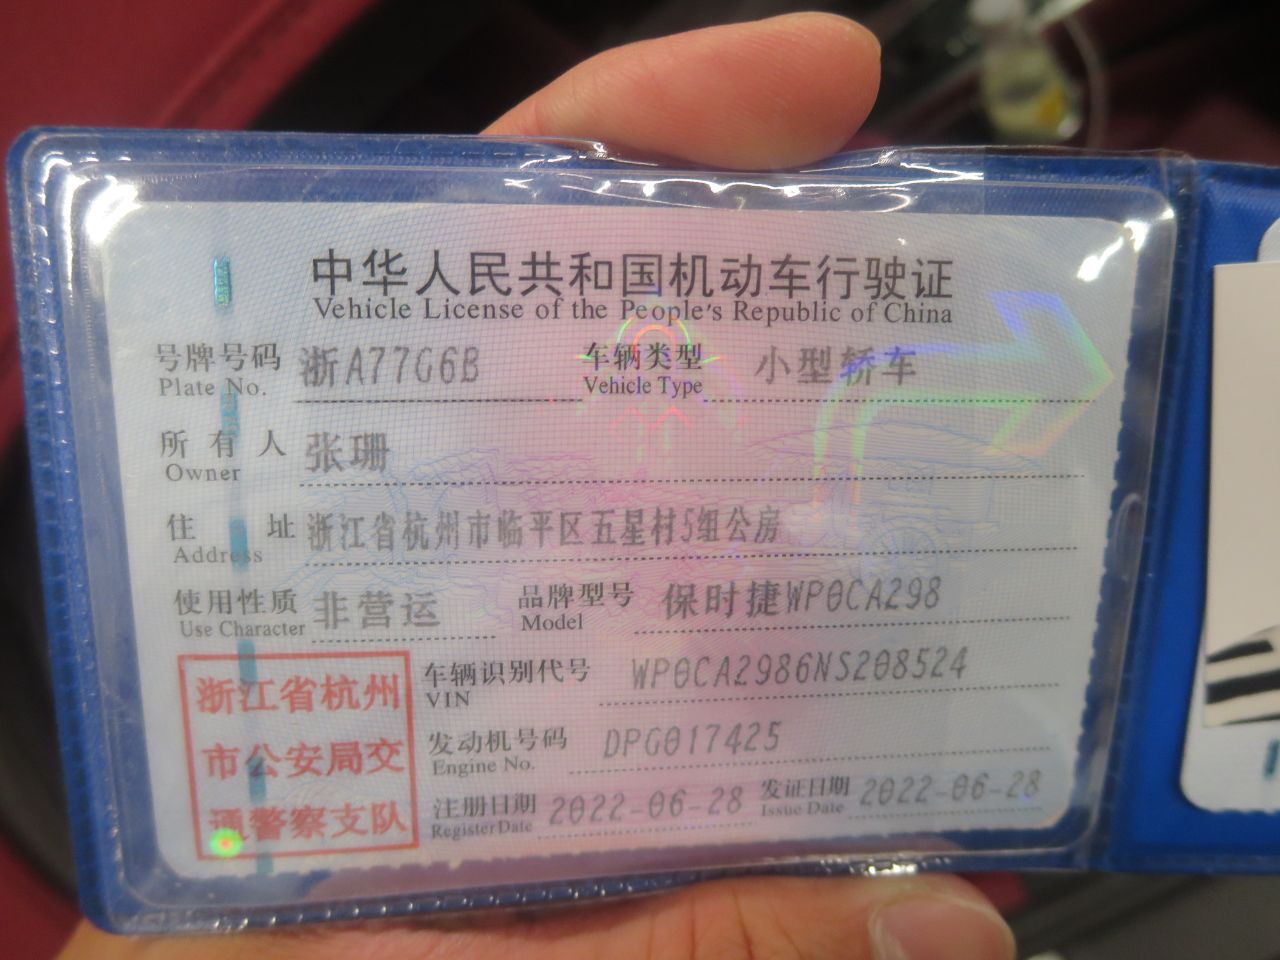 中华人民共和国机动车行驶证
Vehicle License of the People's Republic of China
号牌号码 浙A77G6B 车辆类型 小型轿车
Plate No. Vehicle Type
所有人 张珊
Owner
住址 浙江省杭州市临平区五星村5组公房
Address
使用性质 非营运 品牌型号 保时捷WP0CA298
Use Character Model
浙江省杭州
市公安局交
通警察支队
车辆识别代号 WP0CA2986NS208524
VIN
发动机号码 DPG017425
Engine No.
注册日期 2022-06-28 发证日期 2022-06-28
Register Date Issue Date